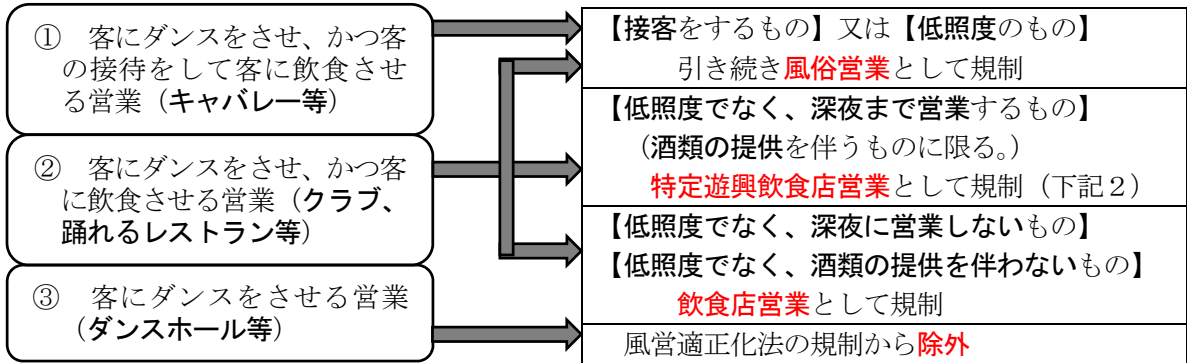 ① 客にダンスをさせ、かつ客
の接待をして客に飲食させ
る営業（キャバレー等）
② 客にダンスをさせ、かつ客
に飲食させる営業（クラブ、
踊れるレストラン等）
③ 客にダンスをさせる営業
（ダンスホール等）
【接客をするもの】又は【低照度のもの】
引き続き風俗営業として規制
【低照度でなく、深夜まで営業するもの】
（酒類の提供を伴うものに限る。）
特定遊興飲食店営業として規制（下記２）
【低照度でなく、深夜に営業しないもの】
【低照度でなく、酒類の提供を伴わないもの】
飲食店営業として規制
風営適正化法の規制から除外